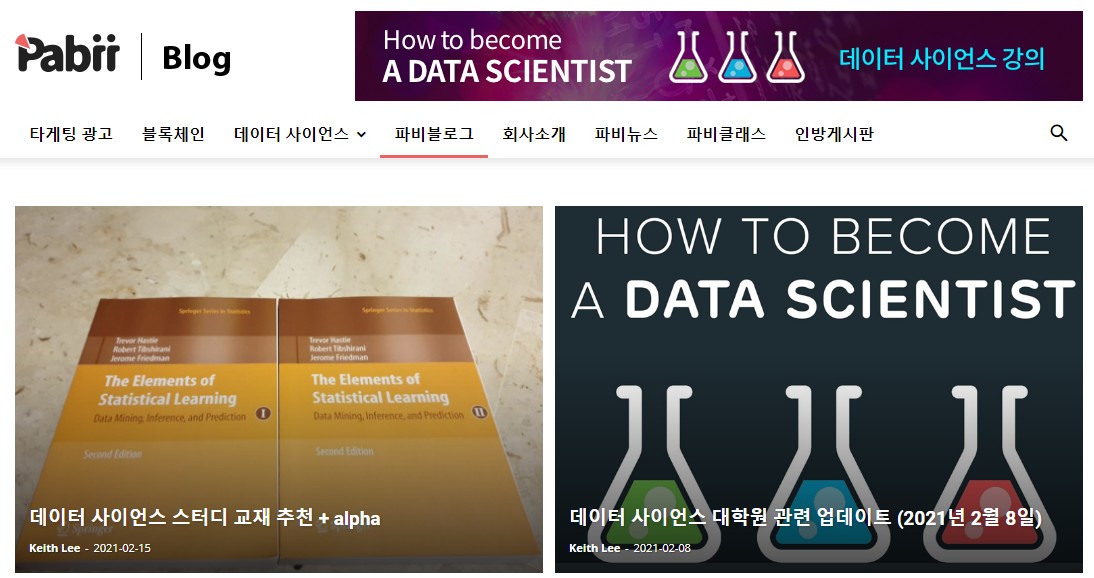 Pabii
Blog
How to become
A DATA SCIENTIST
데이터 사이언스 강의
타게팅 광고
블록체인
데이터 사이언스
파비블로그
회사소개
파비뉴스
파비클래스
인방게시판
Springer Series in Statistics
Trevor Hastie
Robert Tibshirani
Jerome Friedman
The Elements of
Statistical Learning
Data Mining, Inference, and Prediction I
Second Edition
Springer Series in Statistics
Trevor Hastie
Robert Tibshirani
Jerome Friedman
The Elements of
Statistical Learning
Data Mining, Inference, and Prediction II
Second Edition
데이터 사이언스 스터디 교재 추천 + alpha
Keith Lee - 2021-02-15
HOW TO BECOME
A DATA SCIENTIST
데이터 사이언스 대학원 관련 업데이트 (2021년 2월 8일)
Keith Lee - 2021-02-08